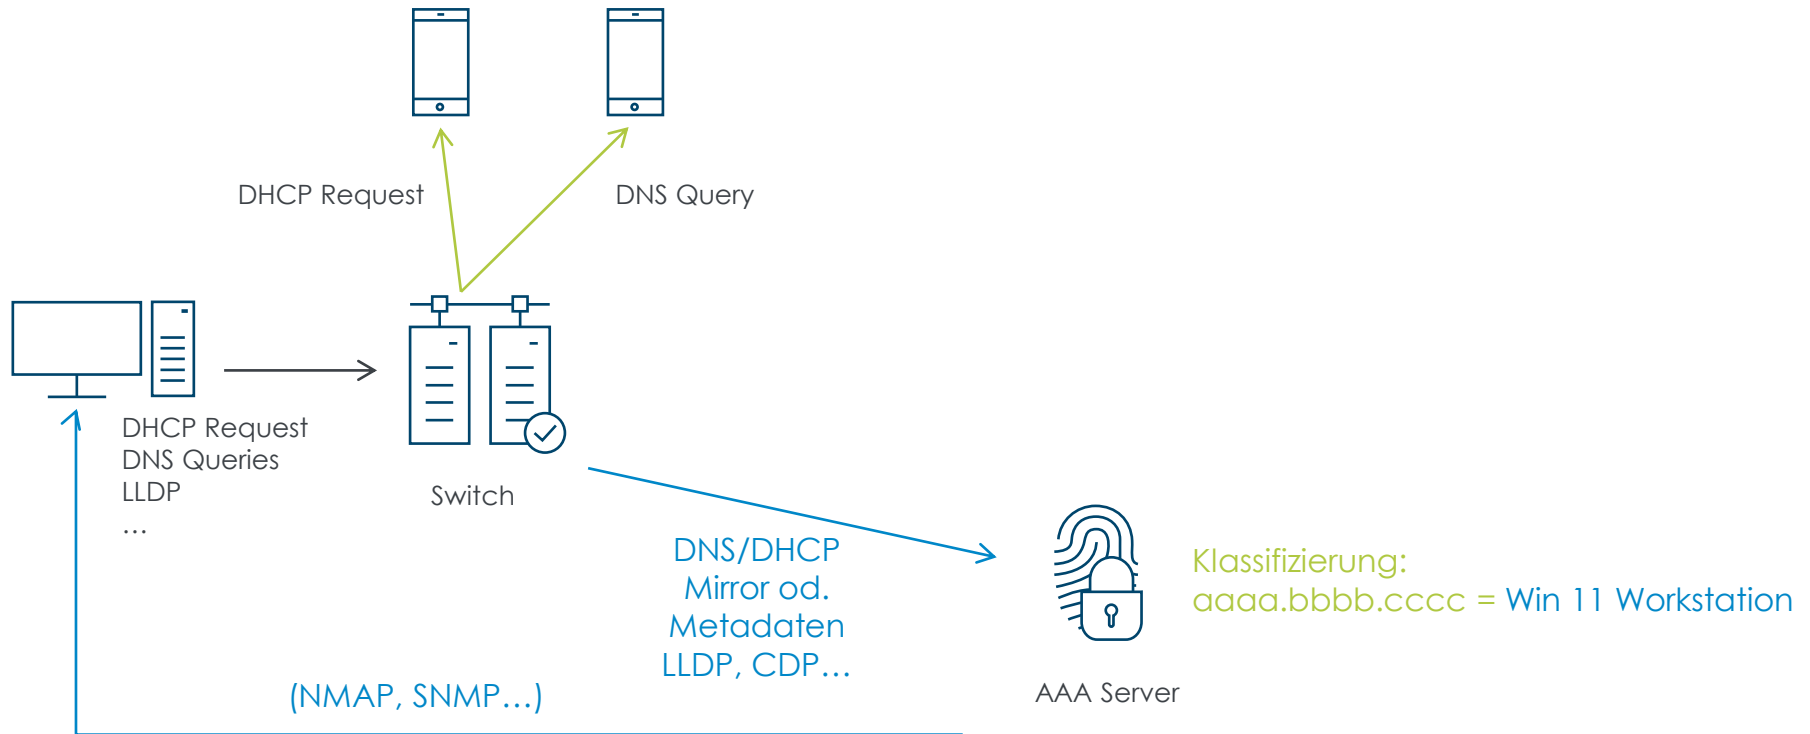 DHCP Request
DNS Query
DHCP Request
DNS Queries
LLDP
…
Switch
DNS/DHCP
Mirror od.
Metadaten
LLDP, CDP…
Klassifizierung:
aaaa.bbbb.cccc = Win 11 Workstation
AAA Server
(NMAP, SNMP…)